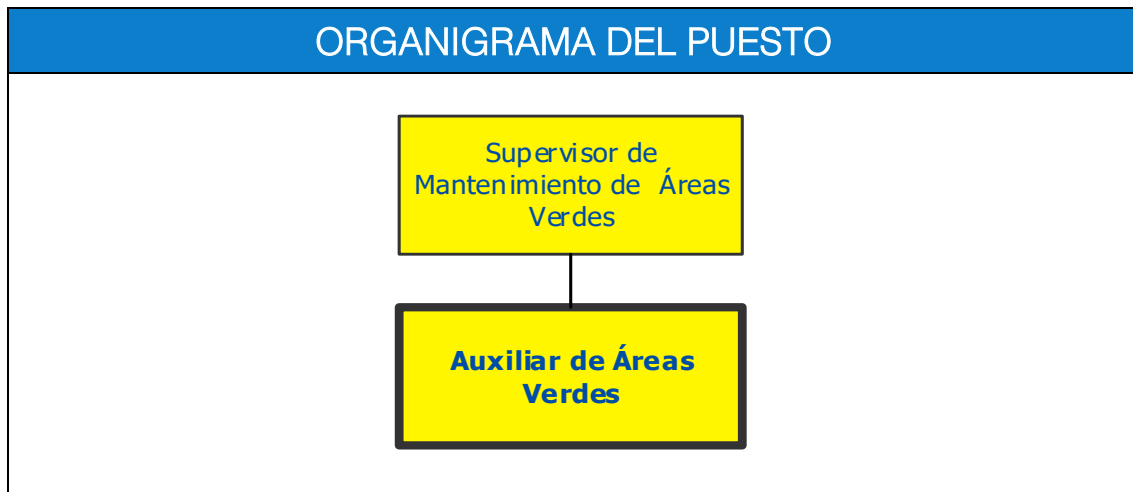 ORGANIGRAMA DEL PUESTO
Supervisor de
Mantenimiento de Áreas
Verdes
Auxiliar de Áreas
Verdes